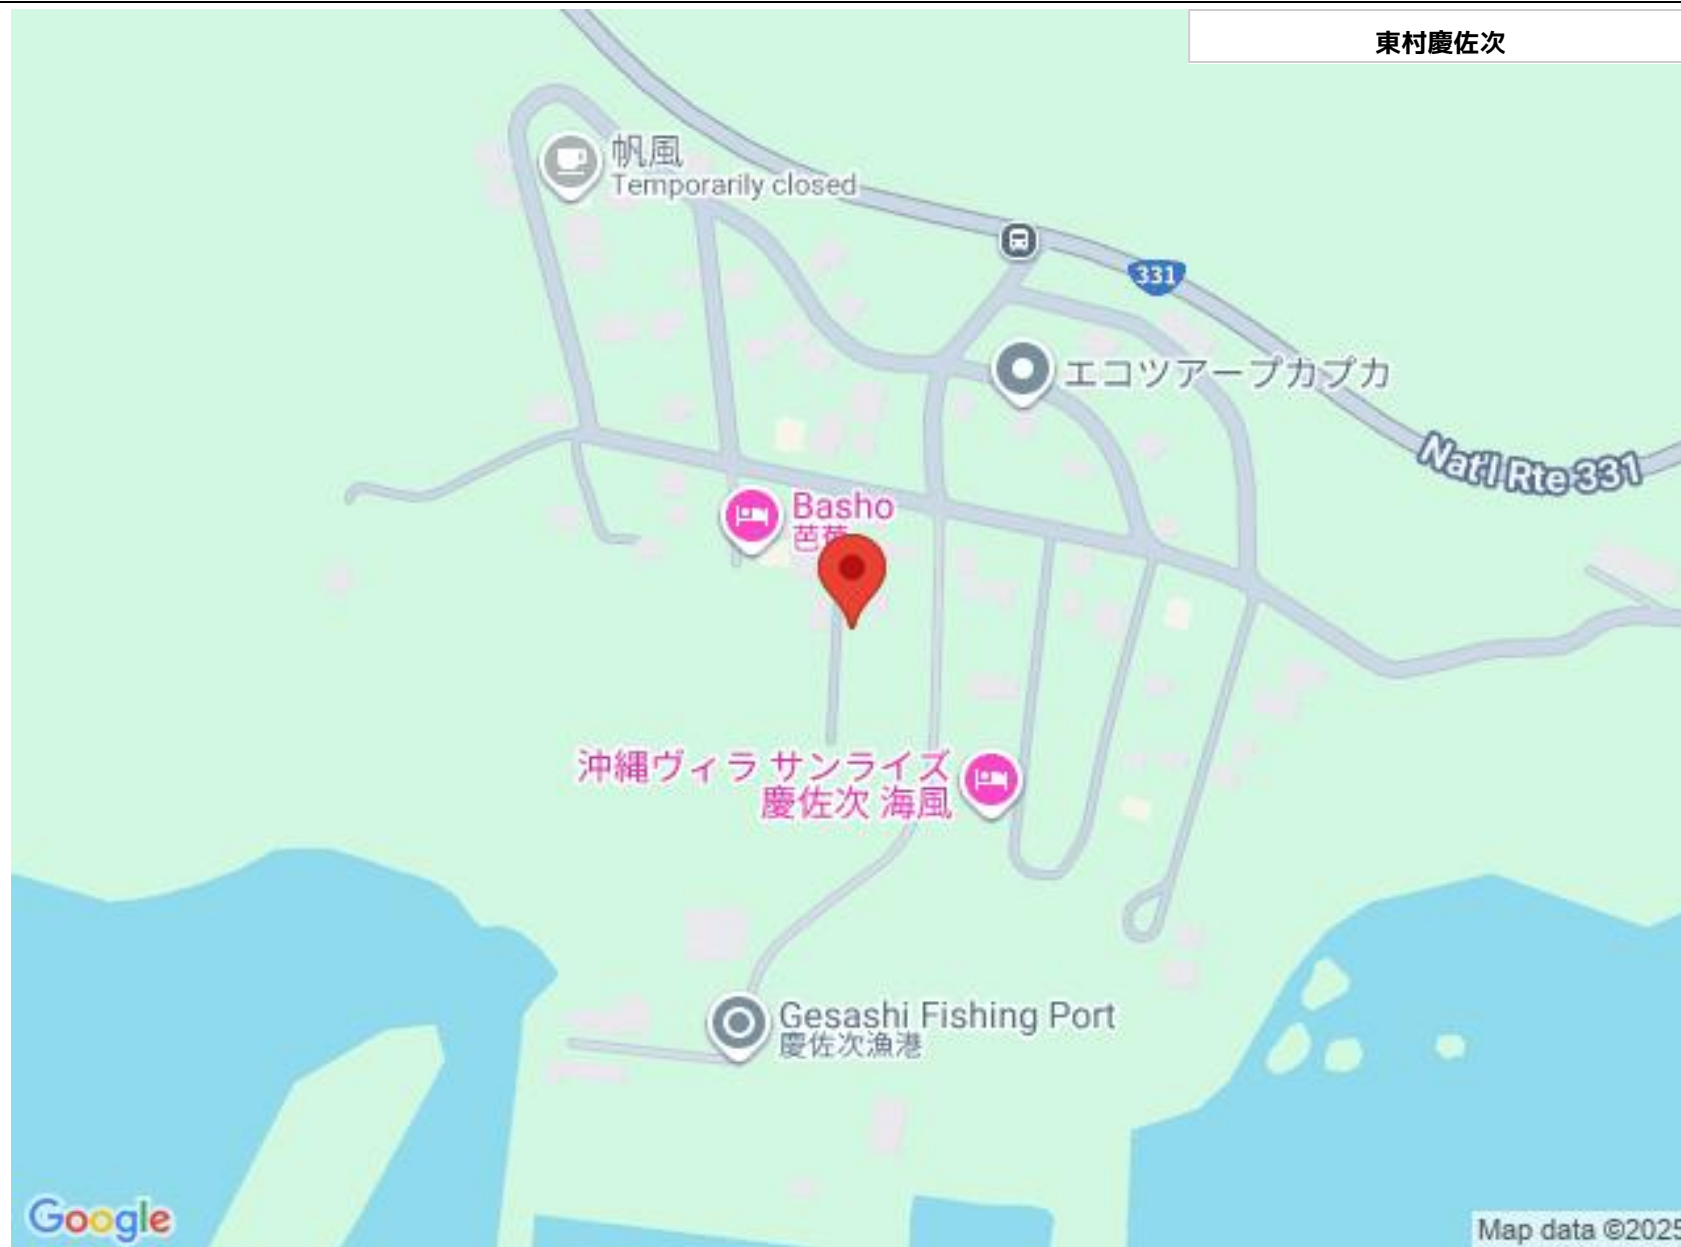 東村慶佐次
帆風
Temporarily closed
331
エコツアープカプカ
Nat'l Rte 331
Basho
沖縄ヴィラ サンライズ
慶佐次 海風
Gesashi Fishing Port
慶佐次漁港
Google
Map data ©2025